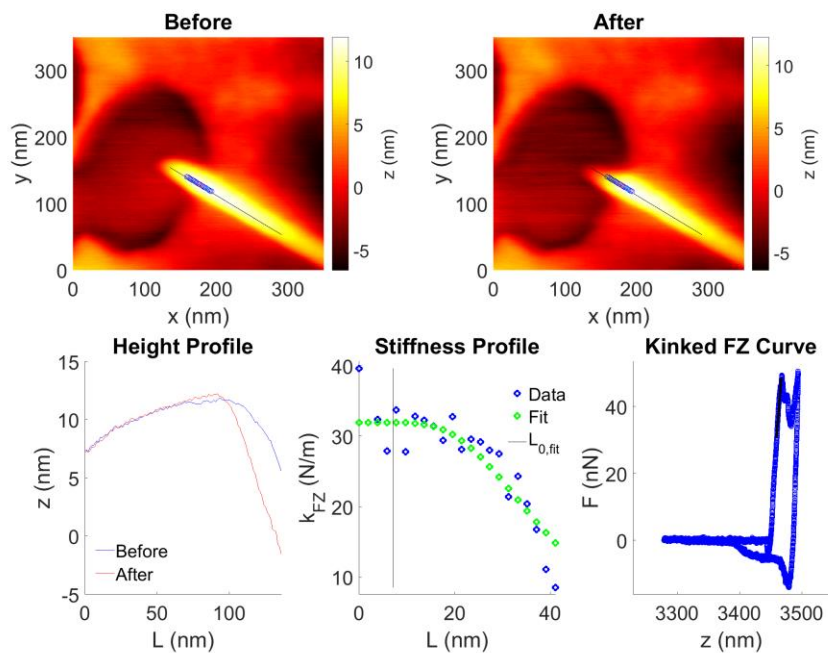 Before
After
300
200
100
0
y (nm)
0
100
200
300
x (nm)
10
5
0
-5
z (nm)
300
200
100
0
y (nm)
0
100
200
300
x (nm)
10
5
0
-5
z (nm)
Height Profile
Stiffness Profile
Kinked FZ Curve
15
10
5
0
-5
z (nm)
Before
After
0
50
100
L (nm)
40
30
20
10
k_FZ (N/m)
Data
Fit
L_0,fit
0
20
40
L (nm)
40
20
0
F (nN)
3300
3400
3500
z (nm)